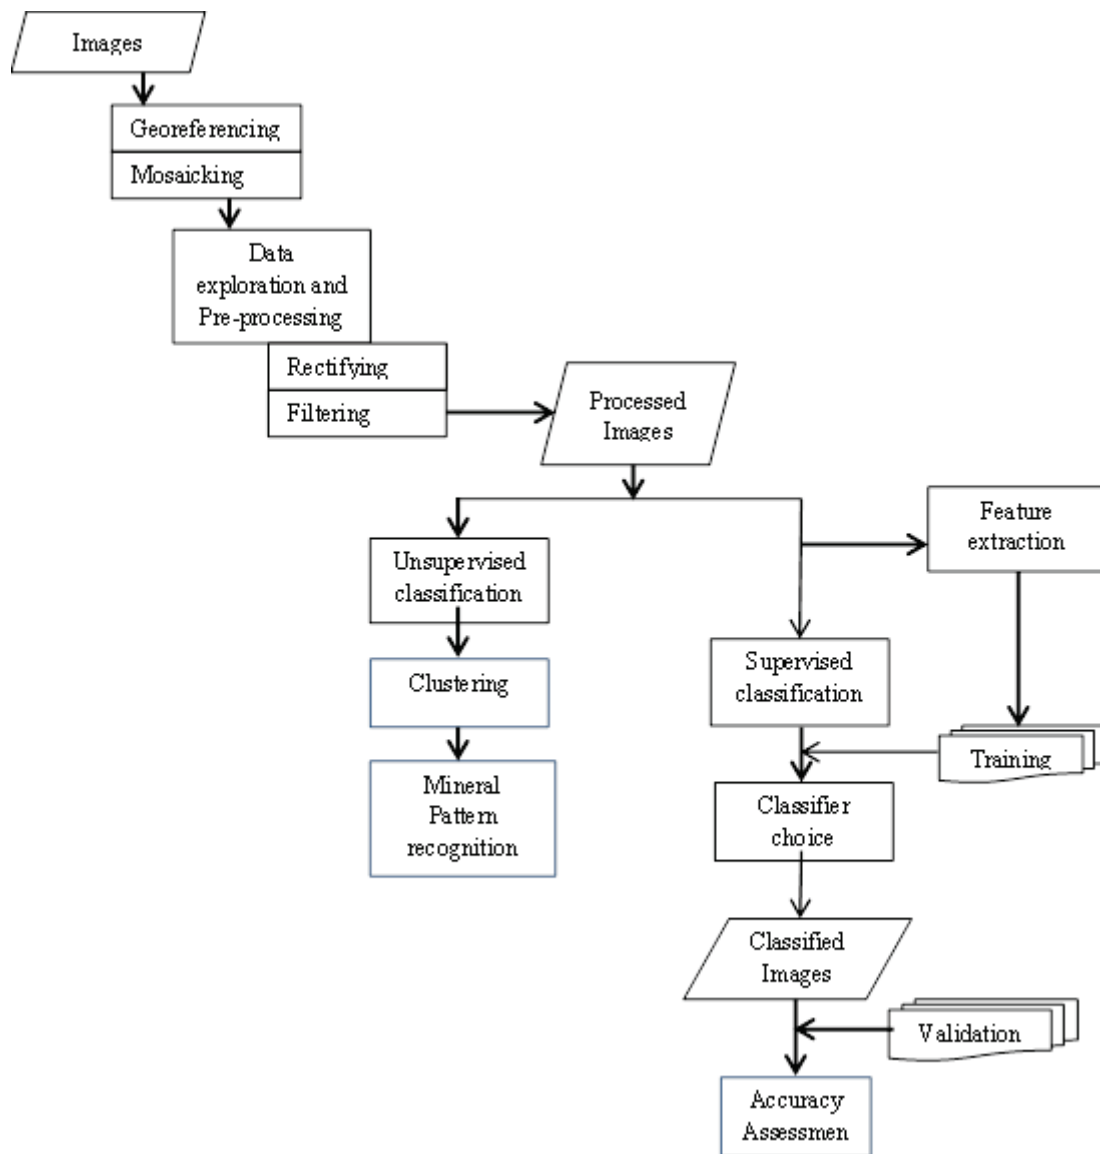 Images
Georeferencing
Mosaicking
Data
exploration and
Pre-processing
Rectifying
Filtering
Processed
Images
Feature
extraction
Unsupervised
classification
Clustering
Mineral
Pattern
recognition
Supervised
classification
Training
Classifier
choice
Classified
Images
Validation
Accuracy
Assessmen